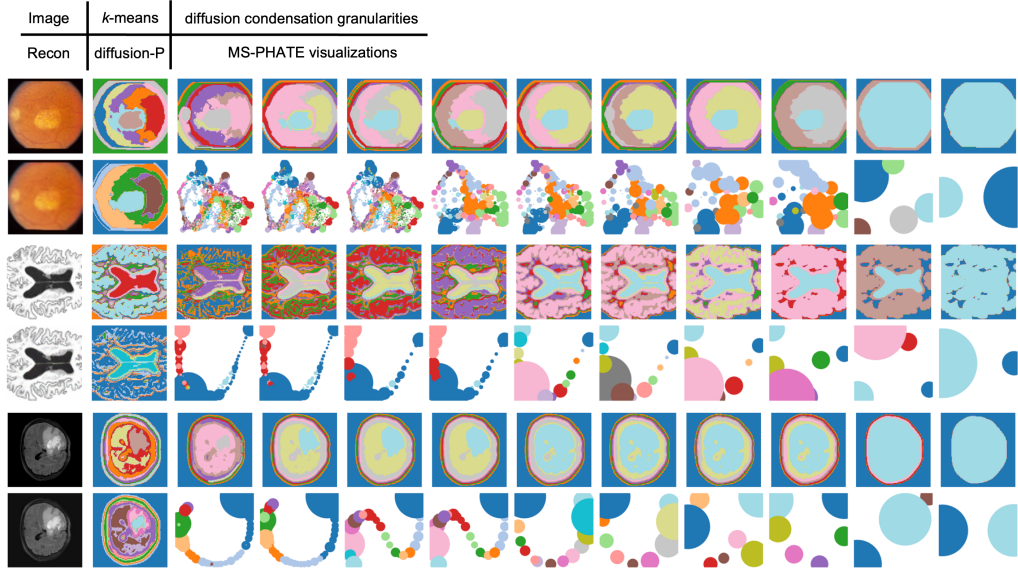 Image k-means diffusion condensation granularities
Recon diffusion-P MS-PHATE visualizations